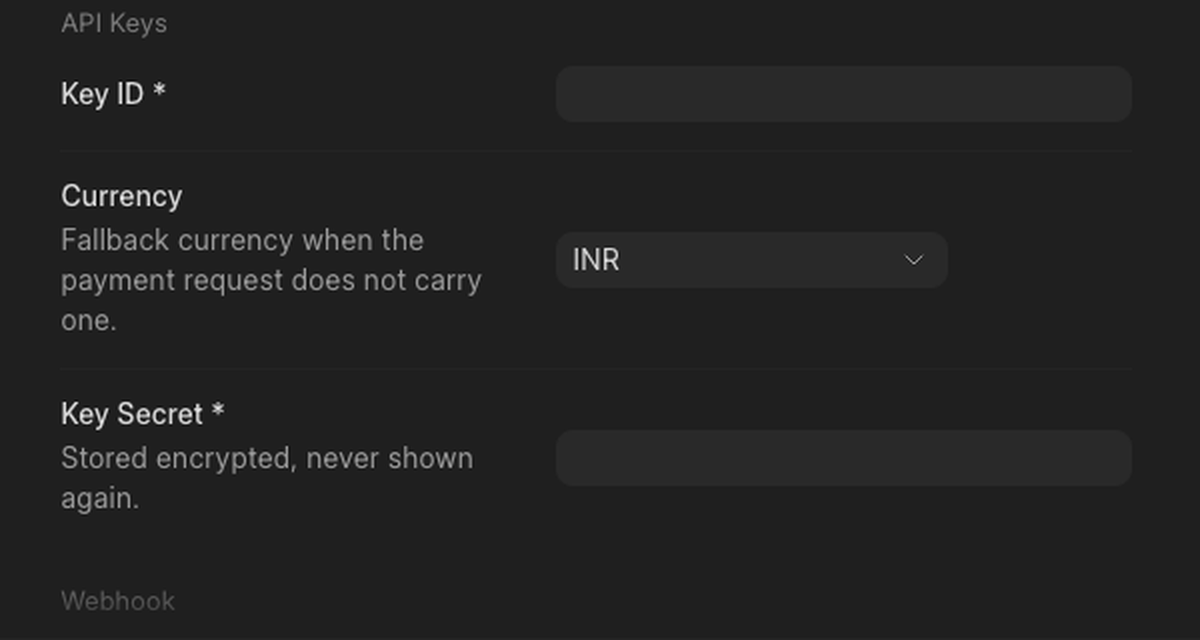 API Keys
Key ID *
Currency
Fallback currency when the
payment request does not carry
one.
INR
Key Secret *
Stored encrypted, never shown
again.
Webhook